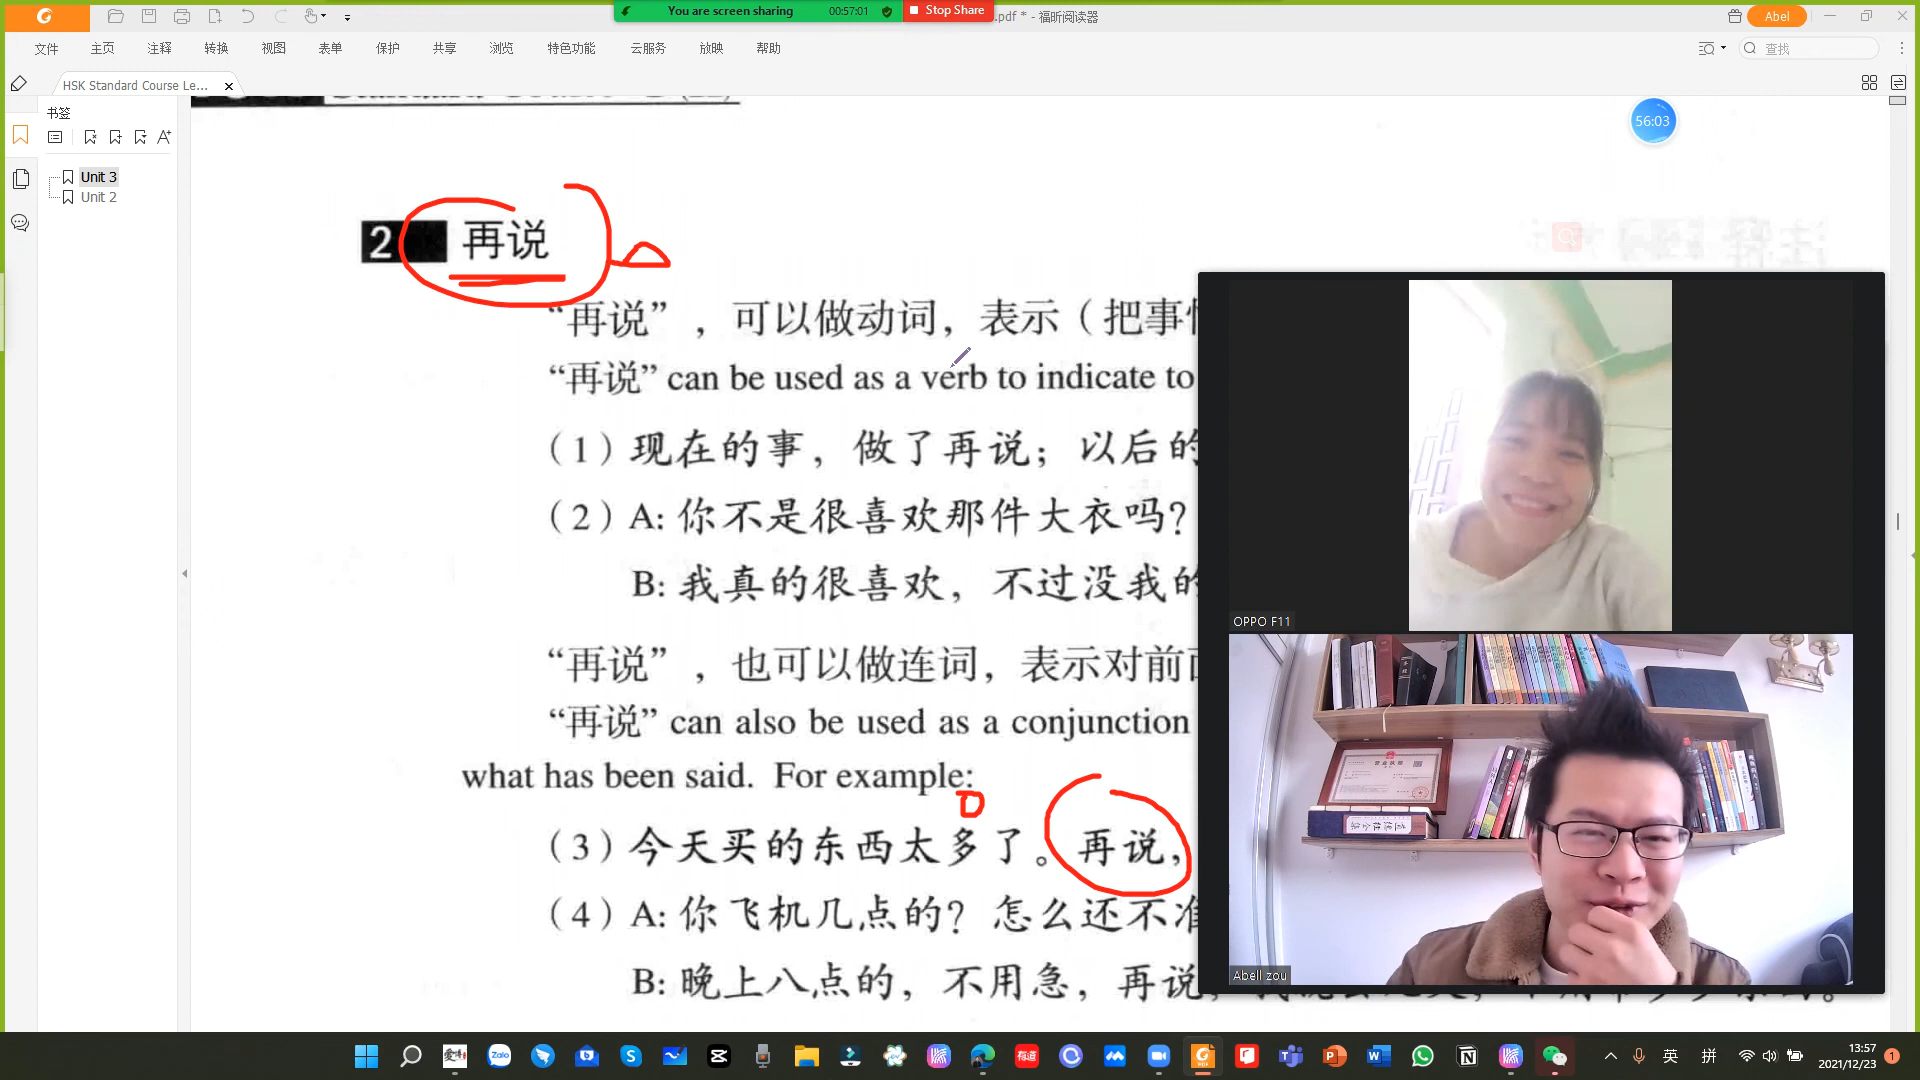 You are screen sharing
00:57:01
Stop Share
.pdf * - 福昕阅读器
Abel
文件
主页
注释
转换
视图
表单
保护
共享
浏览
特色功能
云服务
放映
帮助
查找
HSK Standard Course Le...
书签
Unit 3
Unit 2
56:03
2 再说
“再说”，可以做动词，表示（把事
“再说” can be used as a verb to indicate to
（1）现在的事，做了再说；以后的
（2）A: 你不是很喜欢那件大衣吗？
B: 我真的很喜欢，不过没我的
“再说”，也可以做连词，表示对前
“再说” can also be used as a conjunction
what has been said. For example:
（3）今天买的东西太多了。再说，
（4）A: 你飞机几点的？怎么还不准
B: 晚上八点的，不用急，再说，
OPPO F11
Abell zou
Zalo
有道
英
拼
13:57
2021/12/23
1